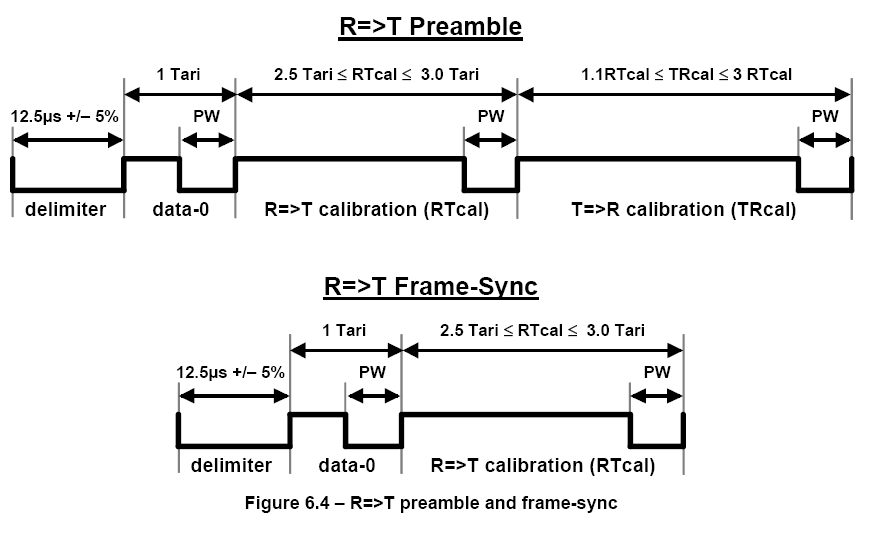 R=>T Preamble
1 Tari 2.5 Tari ≤ RTcal ≤ 3.0 Tari 1.1RTcal ≤ TRcal ≤ 3 RTcal
12.5µs +/– 5% PW PW PW
delimiter data-0 R=>T calibration (RTcal) T=>R calibration (TRcal)
R=>T Frame-Sync
1 Tari 2.5 Tari ≤ RTcal ≤ 3.0 Tari
12.5µs +/– 5% PW PW
delimiter data-0 R=>T calibration (RTcal)
Figure 6.4 – R=>T preamble and frame-sync